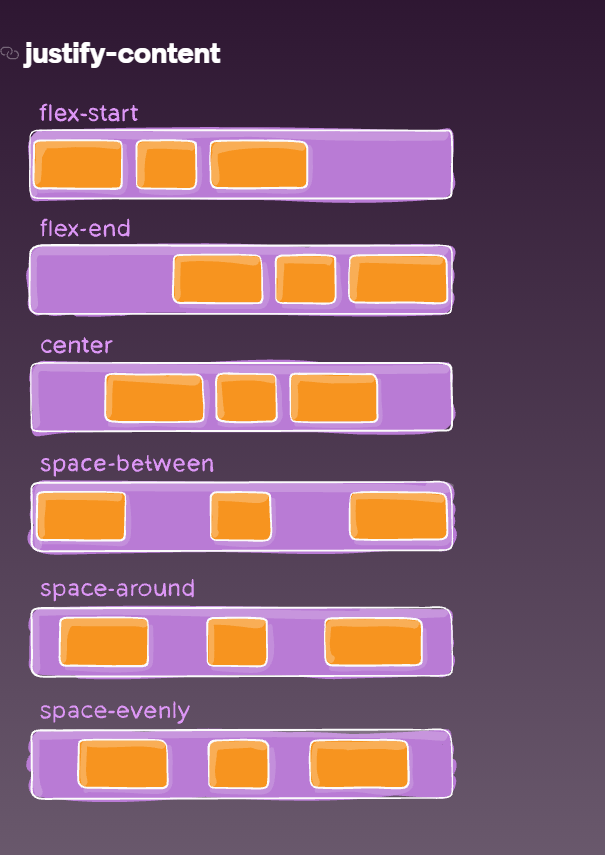 justify-content
flex-start
flex-end
center
space-between
space-around
space-evenly